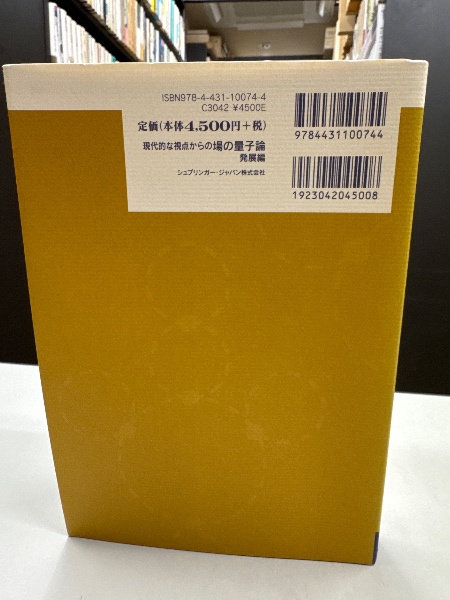 ISBN978-4-431-10074-4
C3042 ¥4500E
定価(本体4,500円+税)
現代的な視点からの場の量子論
発展編
シュプリンガー・ジャパン株式会社
9784431100744
1923042045008